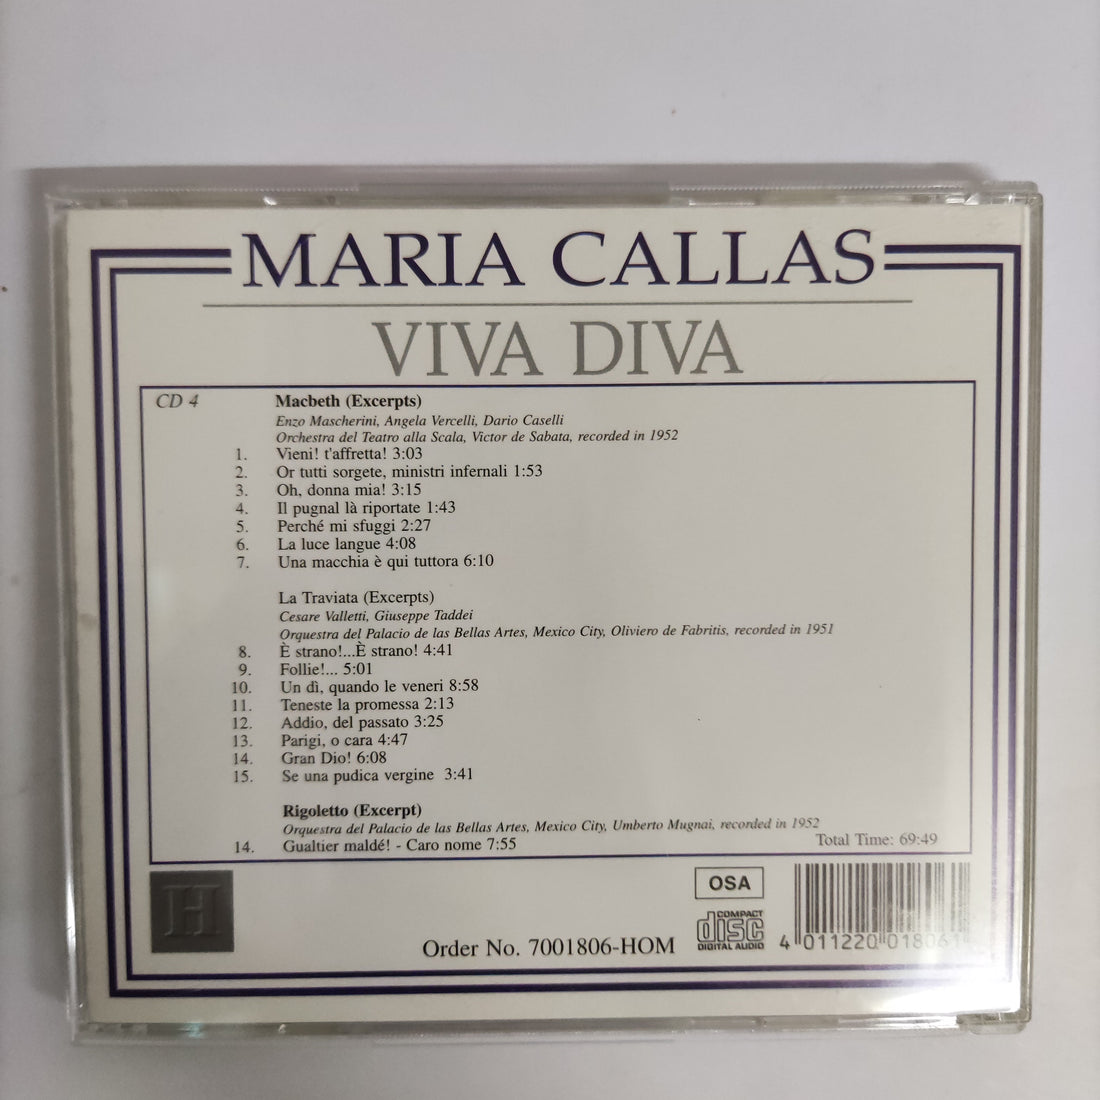 MARIA CALLAS
VIVA DIVA
CD 4
Macbeth (Excerpts)
Enzo Mascherini, Angela Vercelli, Dario Caselli
Orchestra del Teatro alla Scala, Victor de Sabata, recorded in 1952
1. Vieni! t'affretta! 3:03
2. Or tutti sorgete, ministri infernali 1:53
3. Oh, donna mia! 3:15
4. Il pugnal là riportate 1:43
5. Perché mi sfuggi 2:27
6. La luce langue 4:08
7. Una macchia è qui tuttora 6:10
La Traviata (Excerpts)
Cesare Valletti, Giuseppe Taddei
Orquestra del Palacio de las Bellas Artes, Mexico City, Oliviero de Fabritis, recorded in 1951
8. È strano!...È strano! 4:41
9. Follie!... 5:01
10. Un dì, quando le veneri 8:58
11. Teneste la promessa 2:13
12. Addio, del passato 3:25
13. Parigi, o cara 4:47
14. Gran Dio! 6:08
15. Se una pudica vergine 3:41
Rigoletto (Excerpt)
Orquestra del Palacio de las Bellas Artes, Mexico City, Umberto Mugnai, recorded in 1952
14. Gualtier maldé! - Caro nome 7:55
Total Time: 69:49
H
OSA
COMPACT
disc
DIGITAL AUDIO
Order No. 7001806-HOM
4 011220 018061